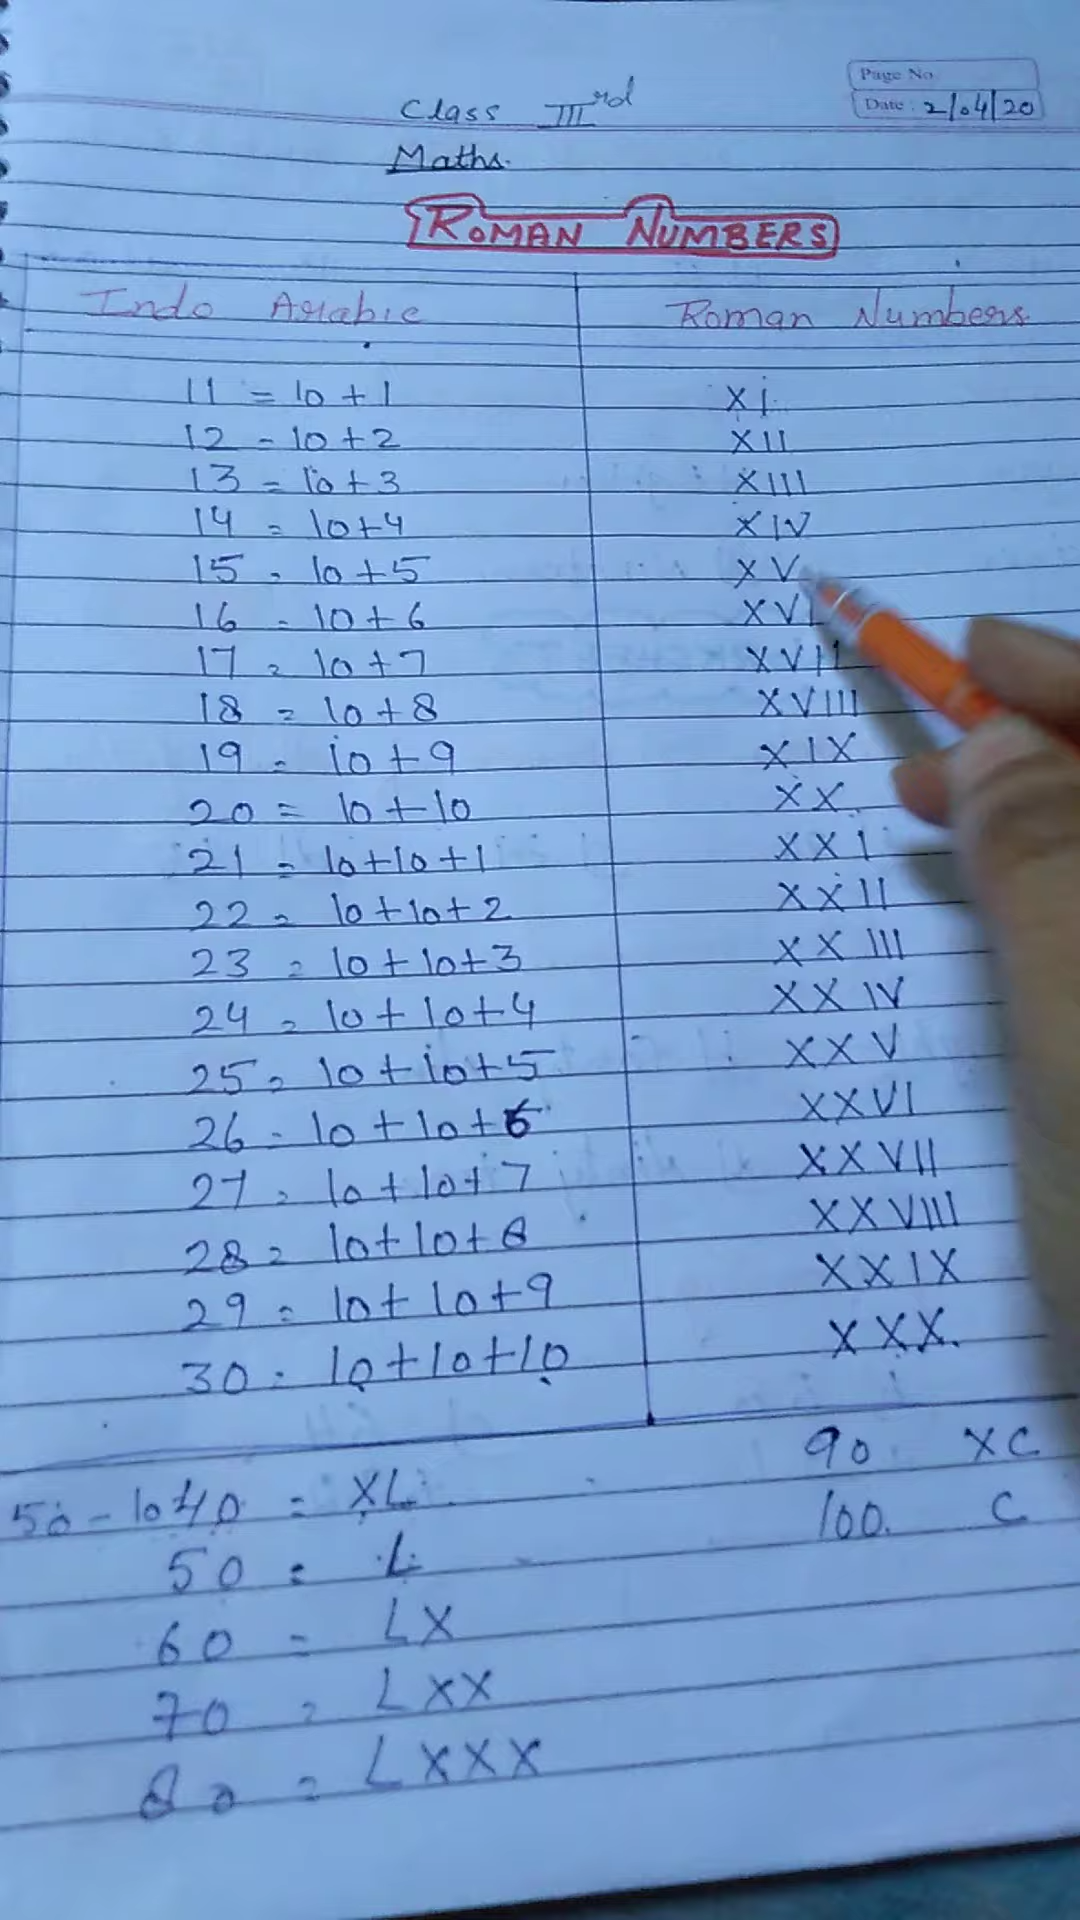 Page No
Date: 2/04/20
Class IIIrd
Maths.
ROMAN NUMBERS
Indo Arabic Roman Numbers
11 = 10 + 1 Xi
12 - 10 + 2 XII
13 = 10 + 3 XIII
14 = 10 + 4 XIV
15 = 10 + 5 XV
16 = 10 + 6 XVI
17 = 10 + 7 XVII
18 = 10 + 8 XVIII
19 = 10 + 9 XIX
20 = 10 + 10 XX
21 = 10 + 10 + 1 XXI
22 = 10 + 10 + 2 XXII
23 = 10 + 10 + 3 XXIII
24 = 10 + 10 + 4 XXIV
25 = 10 + 10 + 5 XXV
26 - 10 + 10 + 6 XXVI
27 = 10 + 10 + 7 XXVII
28 = 10 + 10 + 8 XXVIII
29 = 10 + 10 + 9 XXIX
30 = 10 + 10 + 10 XXX.
50 - 10 40 = XL 90 XC
50 = L 100. C
60 = LX
70 = LXX
80 = LXXX